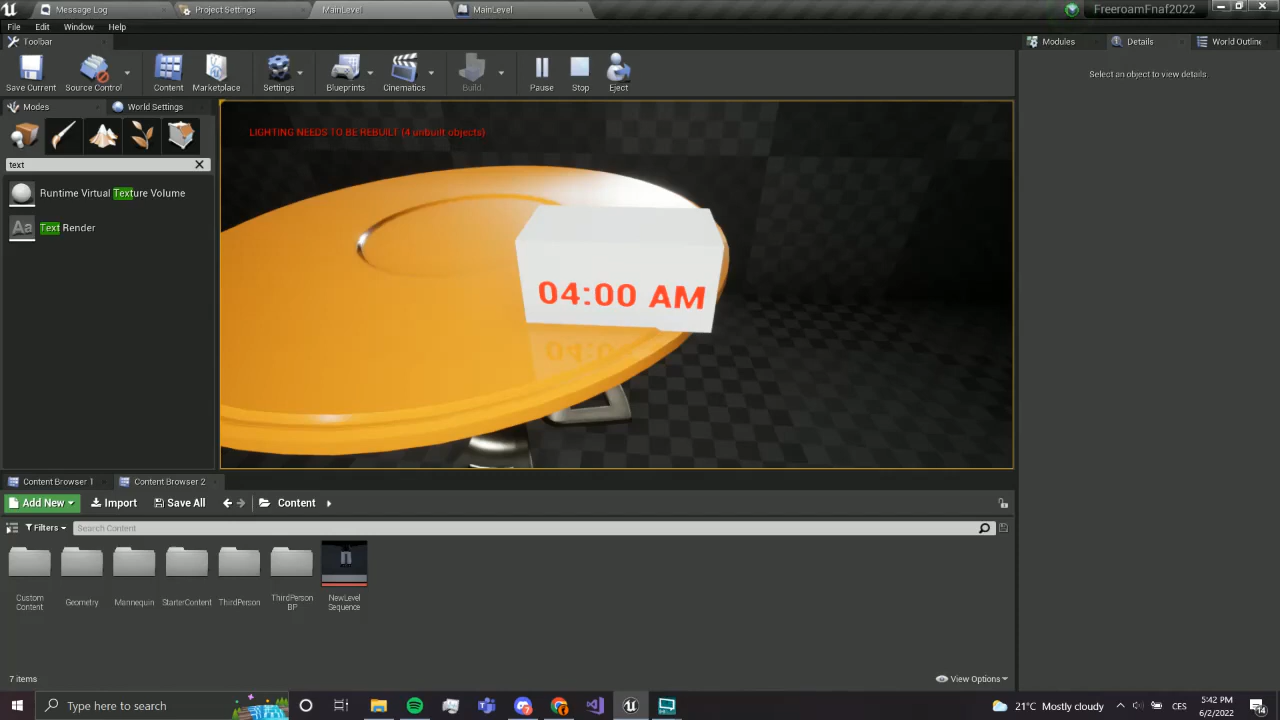 Message Log
Project Settings
MainLevel
MainLevel
FreeroamFnaf2022
File Edit Window Help
Toolbar
Modules
Details
World Outline
Save Current
Source Control
Content
Marketplace
Settings
Blueprints
Cinematics
Build
Pause
Stop
Eject
Select an object to view details.
Modes
World Settings
text
Runtime Virtual Texture Volume
Aa Text Render
LIGHTING NEEDS TO BE REBUILT (4 unbuilt objects)
04:00 AM
Content Browser 1
Content Browser 2
Add New
Import
Save All
Content
Filters
Search Content
Custom Content
Geometry
Mannequin
StarterContent
ThirdPerson
ThirdPerson BP
NewLevel Sequence
7 items
View Options
Type here to search
21°C Mostly cloudy
CES
5:42 PM
6/2/2022